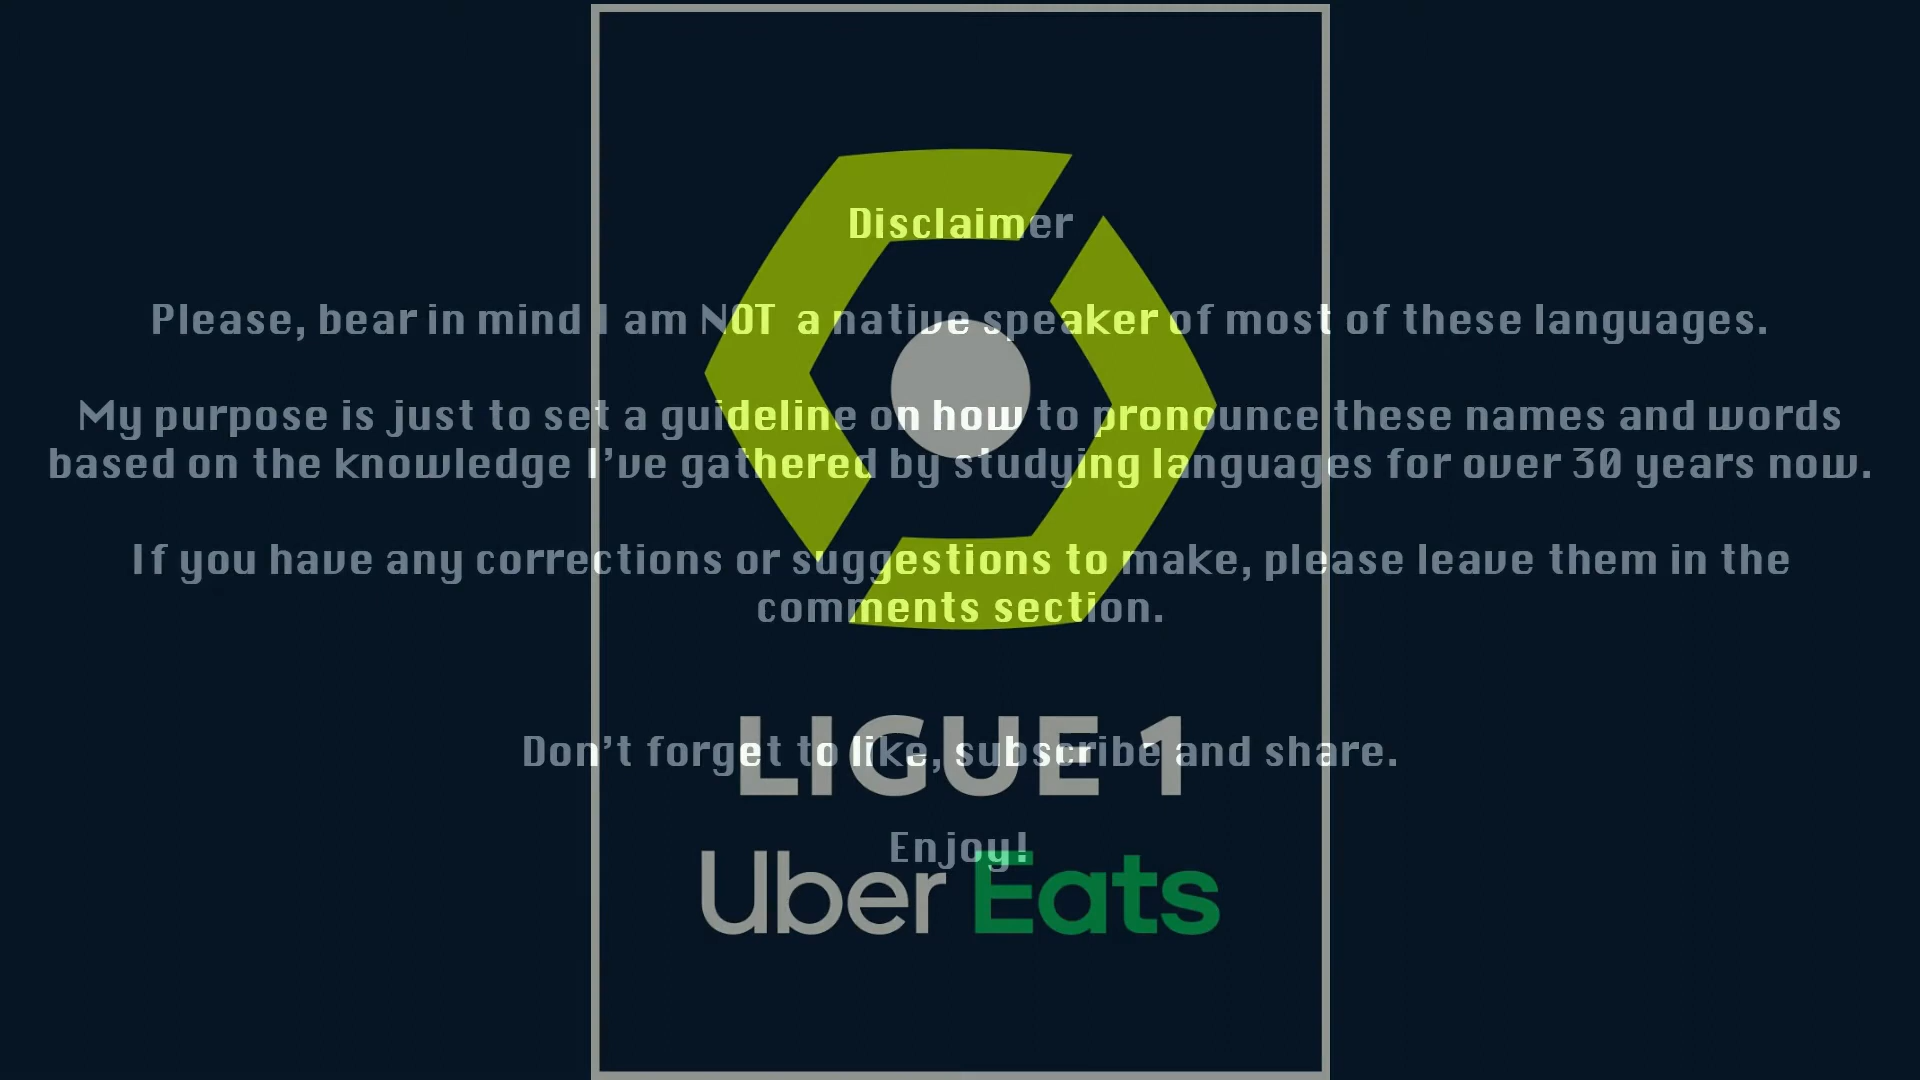 Disclaimer
Please, bear in mind I am NOT a native speaker of most of these languages.
My purpose is just to set a guideline on how to pronounce these names and words
based on the knowledge I've gathered by studying languages for over 30 years now.
If you have any corrections or suggestions to make, please leave them in the
comments section.
Don't forget to like, subscribe and share.
LIGUE 1
Enjoy!
Uber Eats